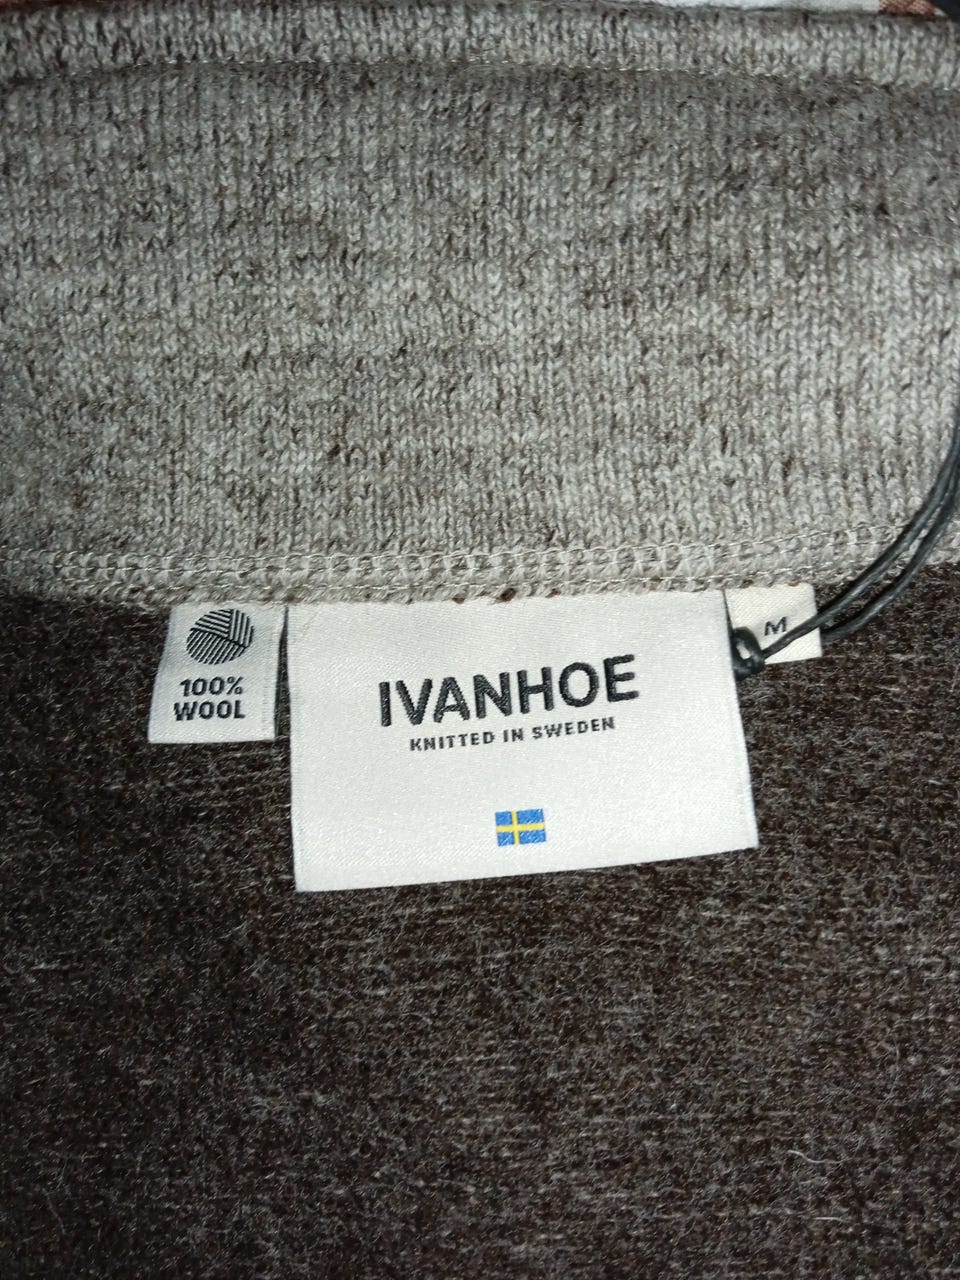 100%
WOOL
IVANHOE
KNITTED IN SWEDEN
M